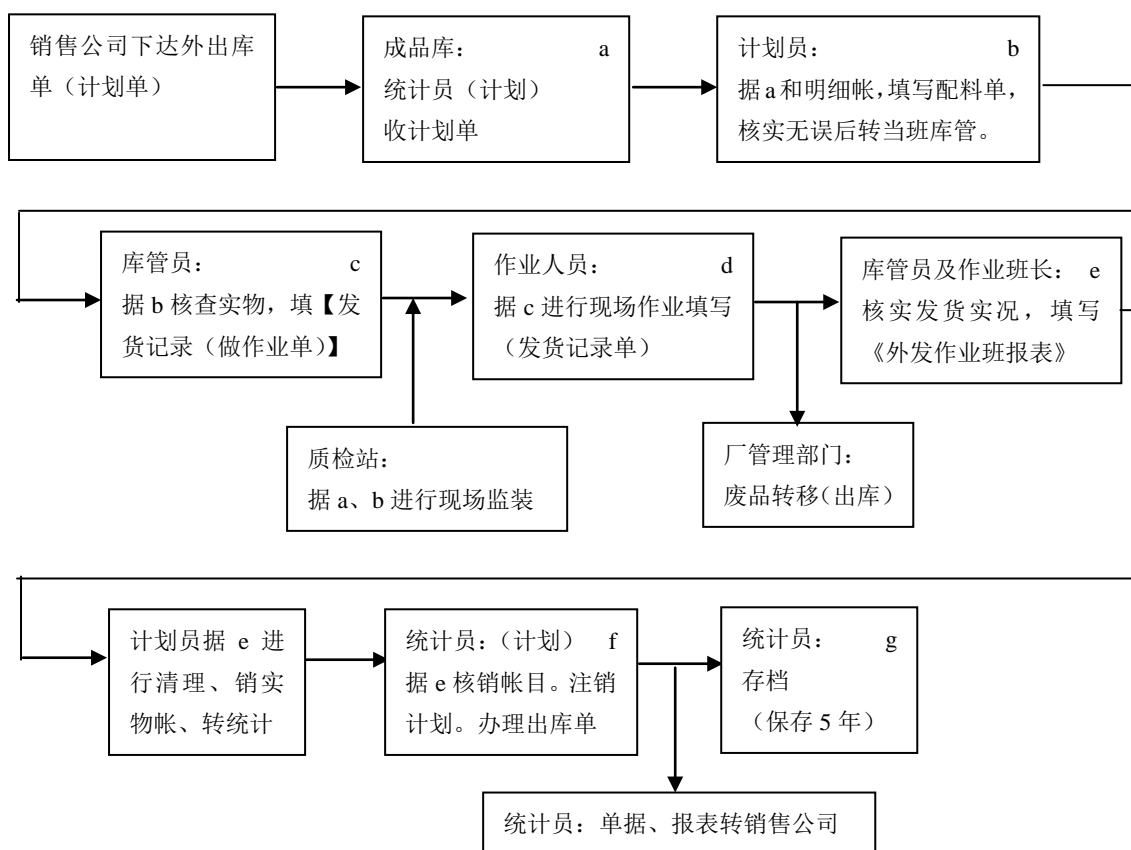 销售公司下达外出库
单（计划单）
成品库： a
统计员（计划）
收计划单
计划员： b
据 a 和明细帐，填写配料单，
核实无误后转当班库管。
库管员： c
据 b 核查实物，填【发
货记录（做作业单）】
作业人员： d
据 c 进行现场作业填写
（发货记录单）
库管员及作业班长： e
核实发货实况，填写
《外发作业班报表》
质检站：
据 a、b 进行现场监装
厂管理部门：
废品转移（出库）
计划员据 e 进
行清理、销实
物帐、转统计
统计员：（计划） f
据 e 核销帐目。注销
计划。办理出库单
统计员： g
存档
（保存 5 年）
统计员：单据、报表转销售公司